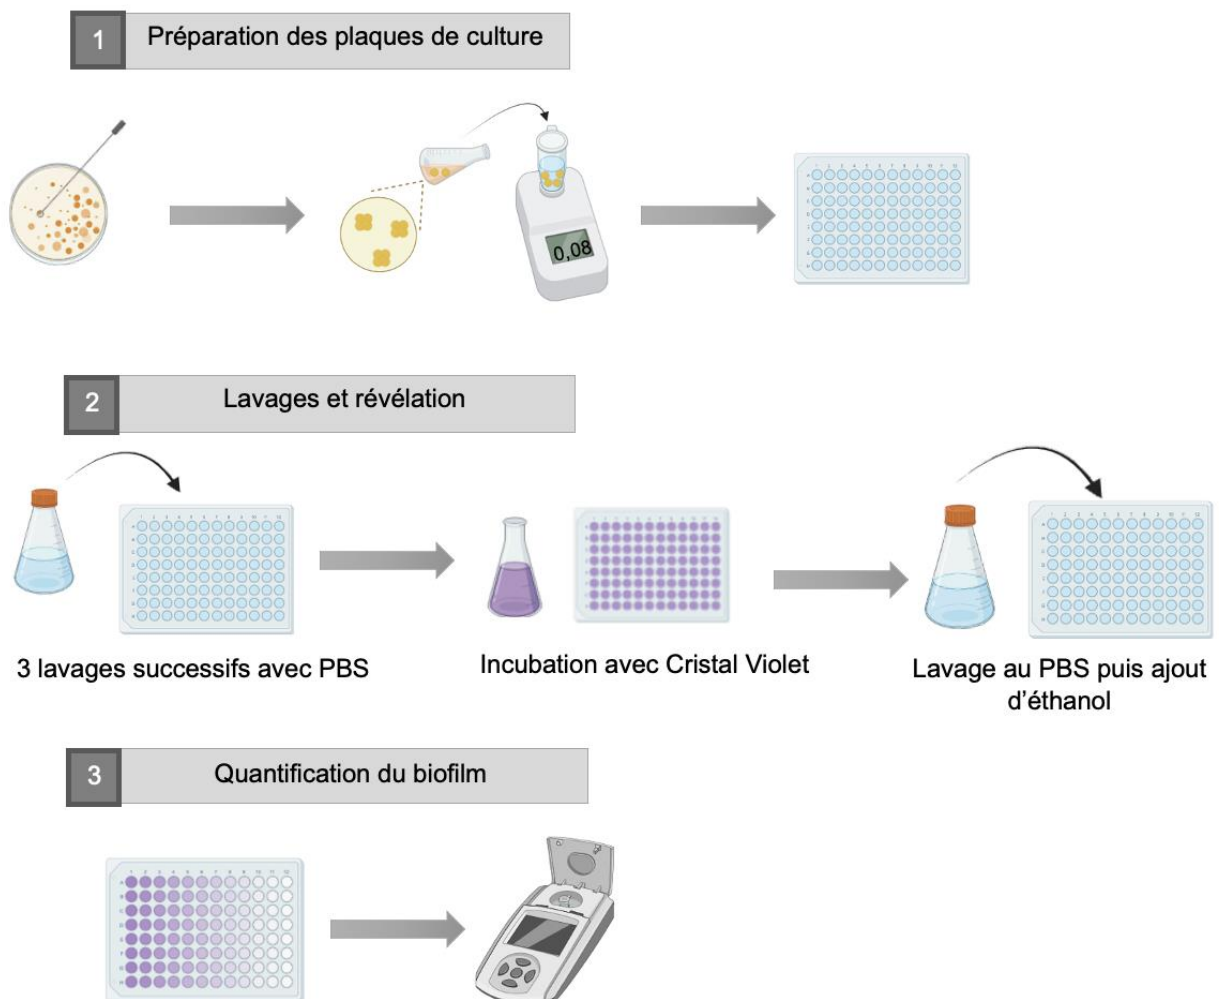 1
Préparation des plaques de culture
0,08
2
Lavages et révélation
3 lavages successifs avec PBS
Incubation avec Cristal Violet
Lavage au PBS puis ajout
d'éthanol
3
Quantification du biofilm